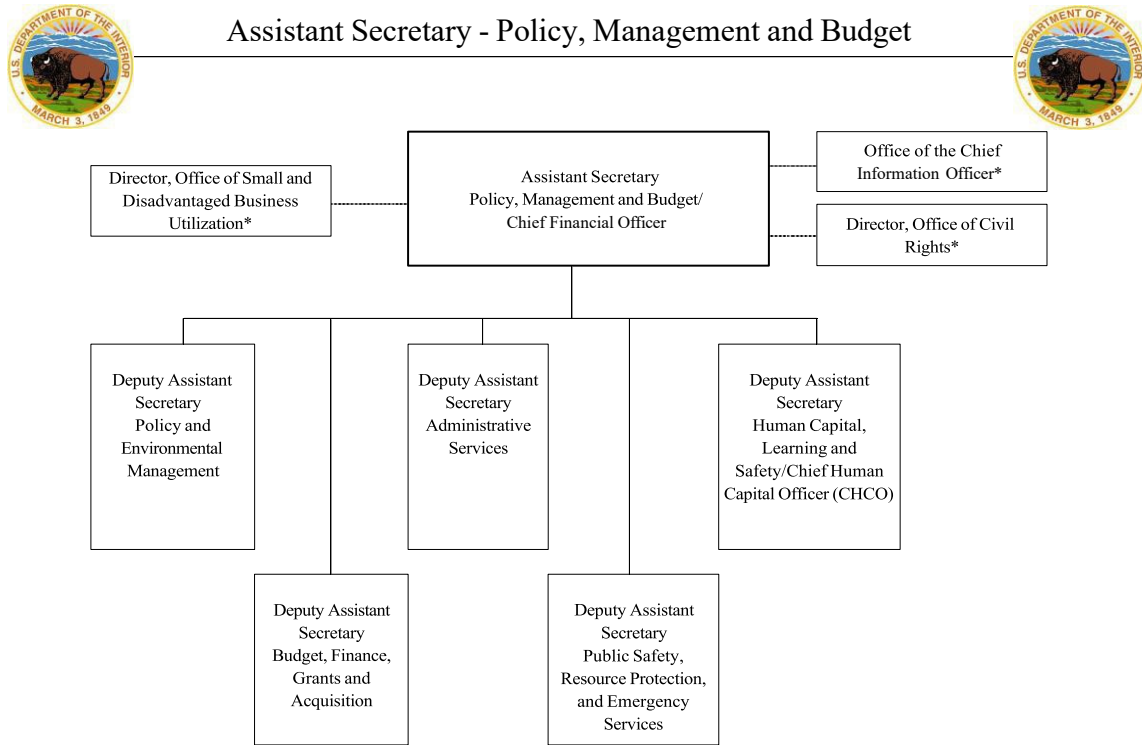 Assistant Secretary - Policy, Management and Budget
U.S. DEPARTMENT OF THE INTERIOR
MARCH 3, 1849
U.S. DEPARTMENT OF THE INTERIOR
MARCH 3, 1849
Director, Office of Small and
Disadvantaged Business
Utilization*
Assistant Secretary
Policy, Management and Budget/
Chief Financial Officer
Office of the Chief
Information Officer*
Director, Office of Civil
Rights*
Deputy Assistant
Secretary
Policy and
Environmental
Management
Deputy Assistant
Secretary
Administrative
Services
Deputy Assistant
Secretary
Human Capital,
Learning and
Safety/Chief Human
Capital Officer (CHCO)
Deputy Assistant
Secretary
Budget, Finance,
Grants and
Acquisition
Deputy Assistant
Secretary
Public Safety,
Resource Protection,
and Emergency
Services